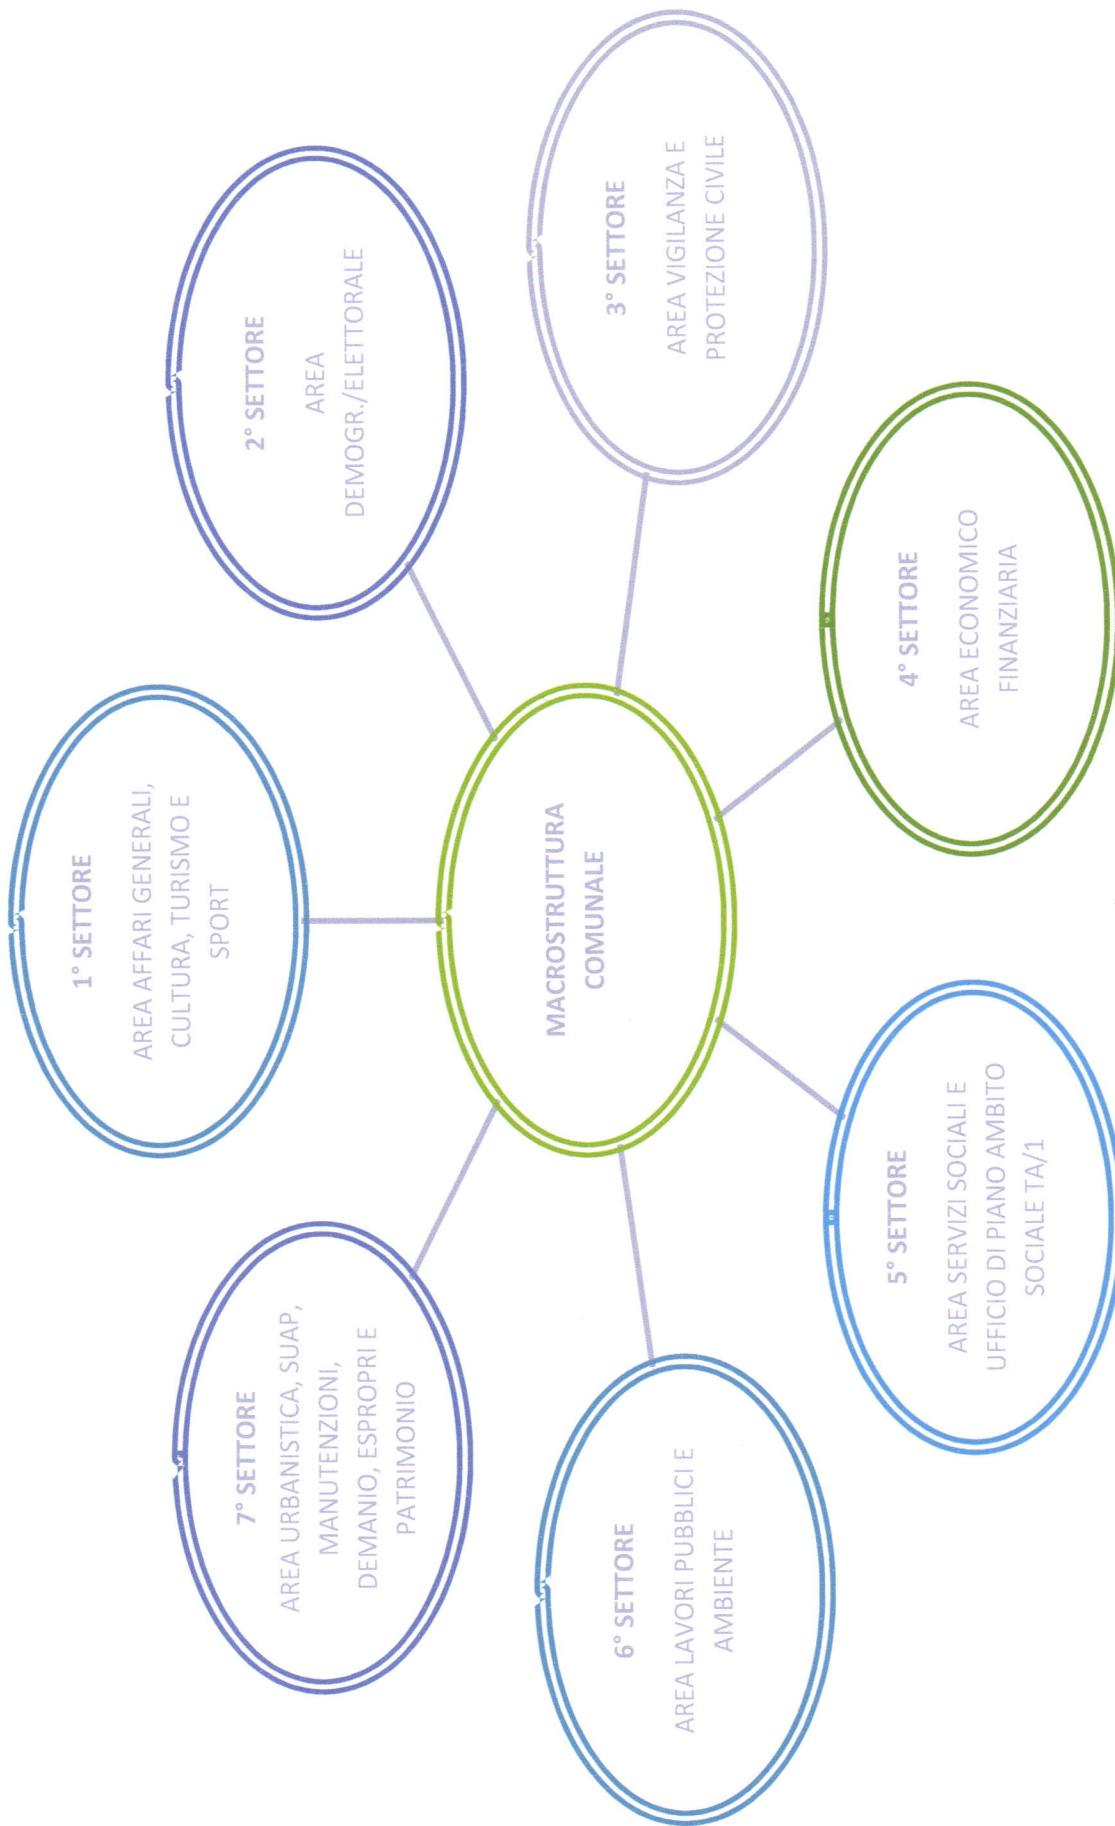 1° SETTORE
AREA AFFARI GENERALI,
CULTURA, TURISMO E
SPORT
2° SETTORE
AREA
DEMOGR./ELETTORALE
3° SETTORE
AREA VIGILANZA E
PROTEZIONE CIVILE
4° SETTORE
AREA ECONOMICO
FINANZIARIA
5° SETTORE
AREA SERVIZI SOCIALI E
UFFICIO DI PIANO AMBITO
SOCIALE TA/1
6° SETTORE
AREA LAVORI PUBBLICI E
AMBIENTE
7° SETTORE
AREA URBANISTICA, SUAP,
MANUTENZIONI,
DEMANIO, ESPROPRI E
PATRIMONIO
MACROSTRUTTURA
COMUNALE